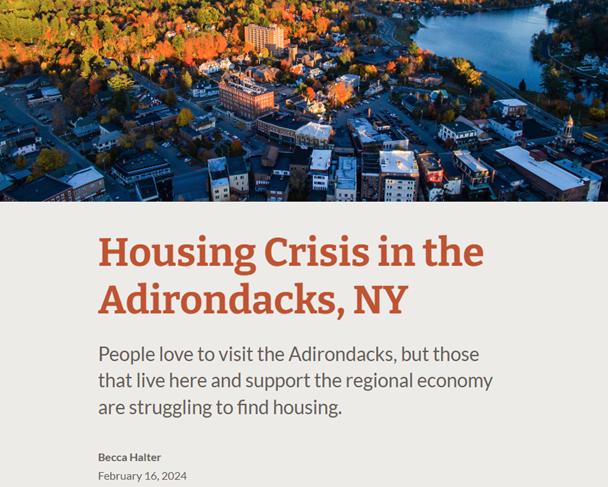 Housing Crisis in the
Adirondacks, NY
People love to visit the Adirondacks, but those
that live here and support the regional economy
are struggling to find housing.
Becca Halter
February 16, 2024